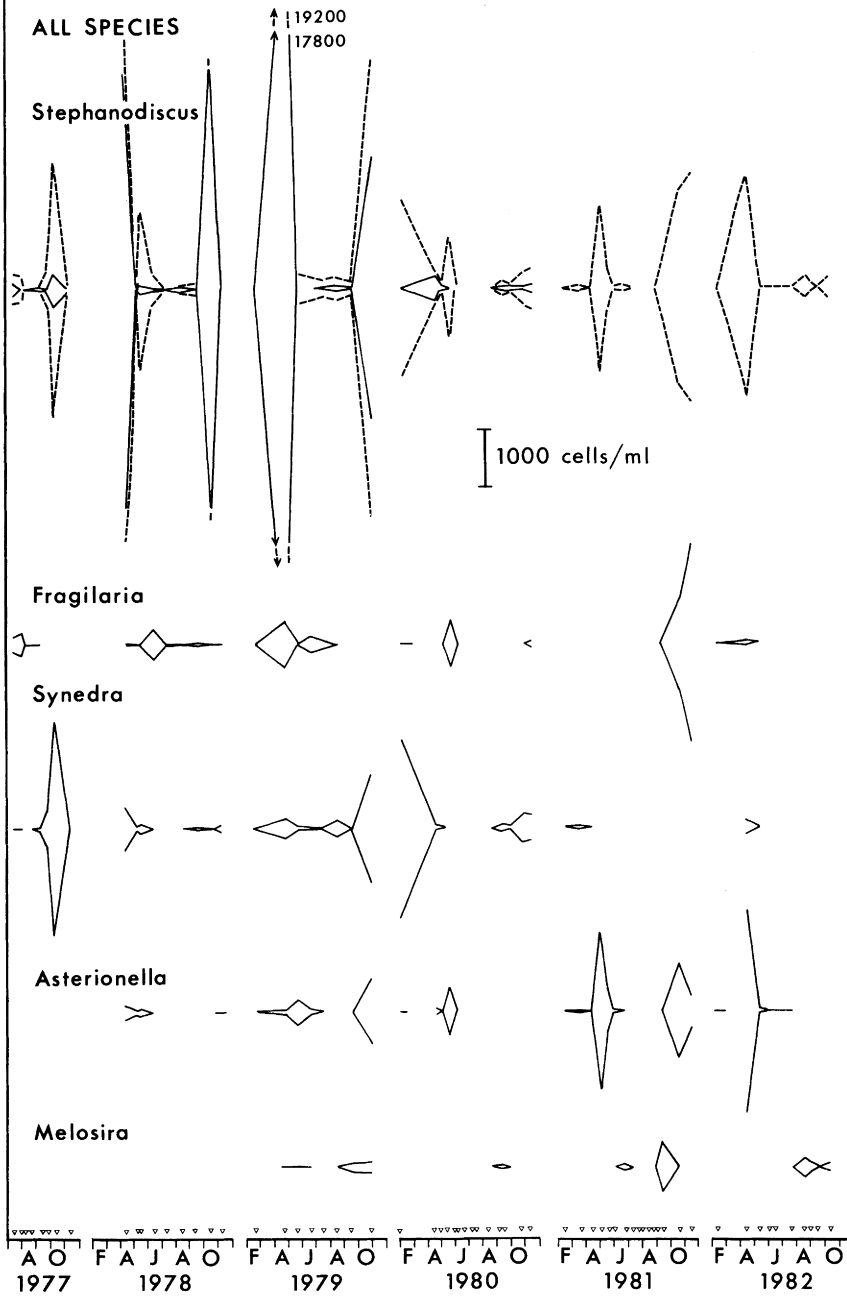 19200
ALL SPECIES
17800
Stephanodiscus
1000 cells/ml
Fragilaria
Synedra
Asterionella
Melosira
A O F A J A O F A J A O F A J A O F A J A O F A J A O
1977 1978 1979 1980 1981 1982